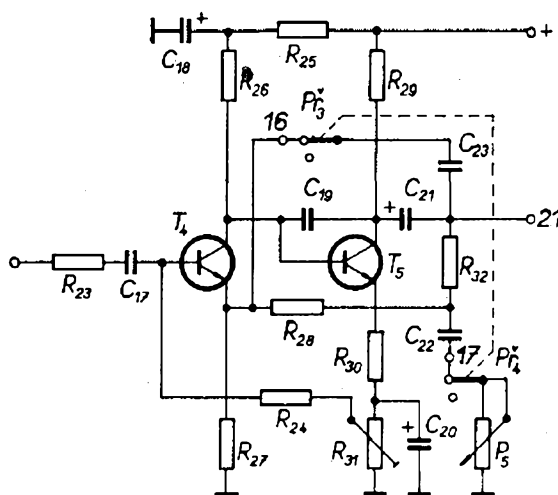 +
+
C18
R25
R26
R29
Př3
16
C23
C19
+
C21
21
T4
T5
R32
R23
C17
R28
C22
17
Př4
R30
R24
+
C20
R27
R31
P5